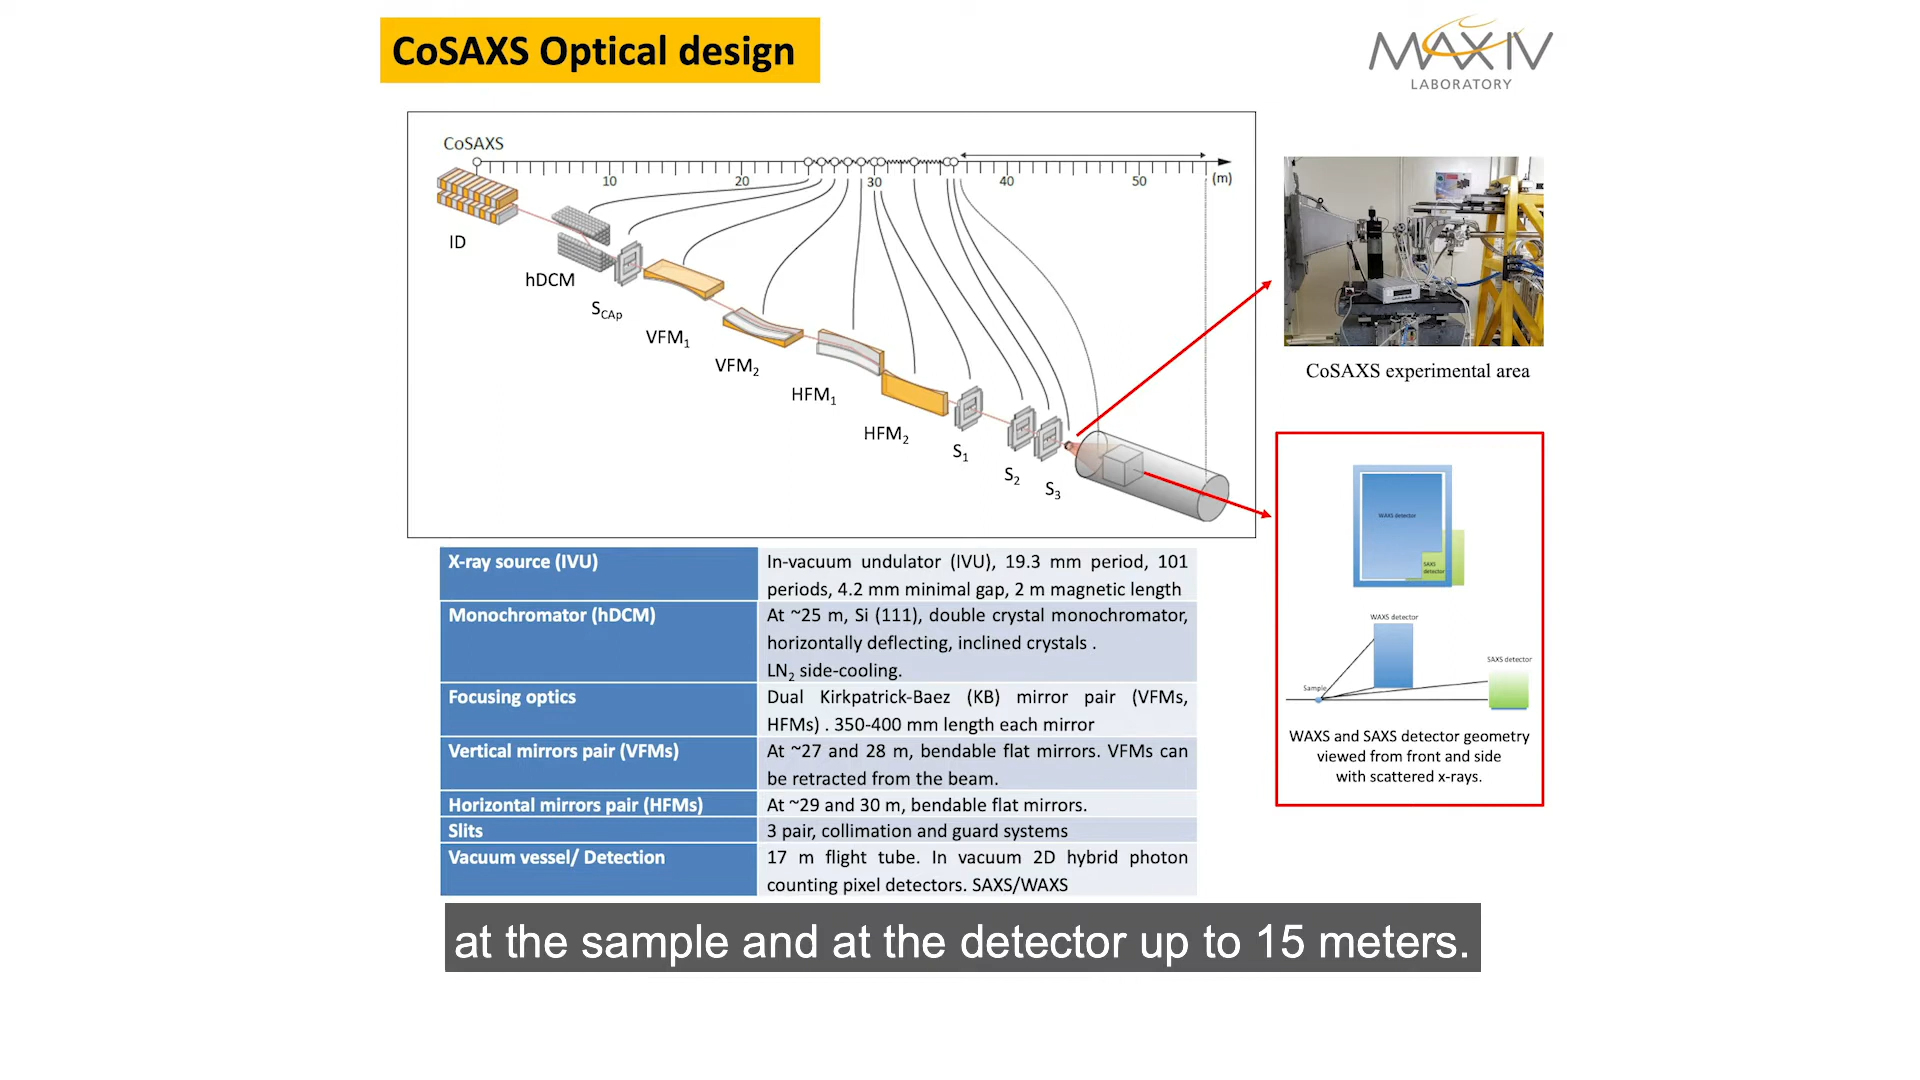 CoSAXS Optical design
MAX IV
LABORATORY
CoSAXS
10 20 30 40 50 (m)
ID
hDCM
SCAp
VFM1
VFM2
HFM1
HFM2
S1
S2
S3
CoSAXS experimental area
WAXS detector
SAXS
detector
WAXS detector
SAXS detector
Sample
WAXS and SAXS detector geometry
viewed from front and side
with scattered x-rays.
X-ray source (IVU)
In-vacuum undulator (IVU), 19.3 mm period, 101
periods, 4.2 mm minimal gap, 2 m magnetic length
Monochromator (hDCM)
At ~25 m, Si (111), double crystal monochromator,
horizontally deflecting, inclined crystals .
LN2 side-cooling.
Focusing optics
Dual Kirkpatrick-Baez (KB) mirror pair (VFMs,
HFMs) . 350-400 mm length each mirror
Vertical mirrors pair (VFMs)
At ~27 and 28 m, bendable flat mirrors. VFMs can
be retracted from the beam.
Horizontal mirrors pair (HFMs)
At ~29 and 30 m, bendable flat mirrors.
Slits
3 pair, collimation and guard systems
Vacuum vessel/ Detection
17 m flight tube. In vacuum 2D hybrid photon
counting pixel detectors. SAXS/WAXS
at the sample and at the detector up to 15 meters.